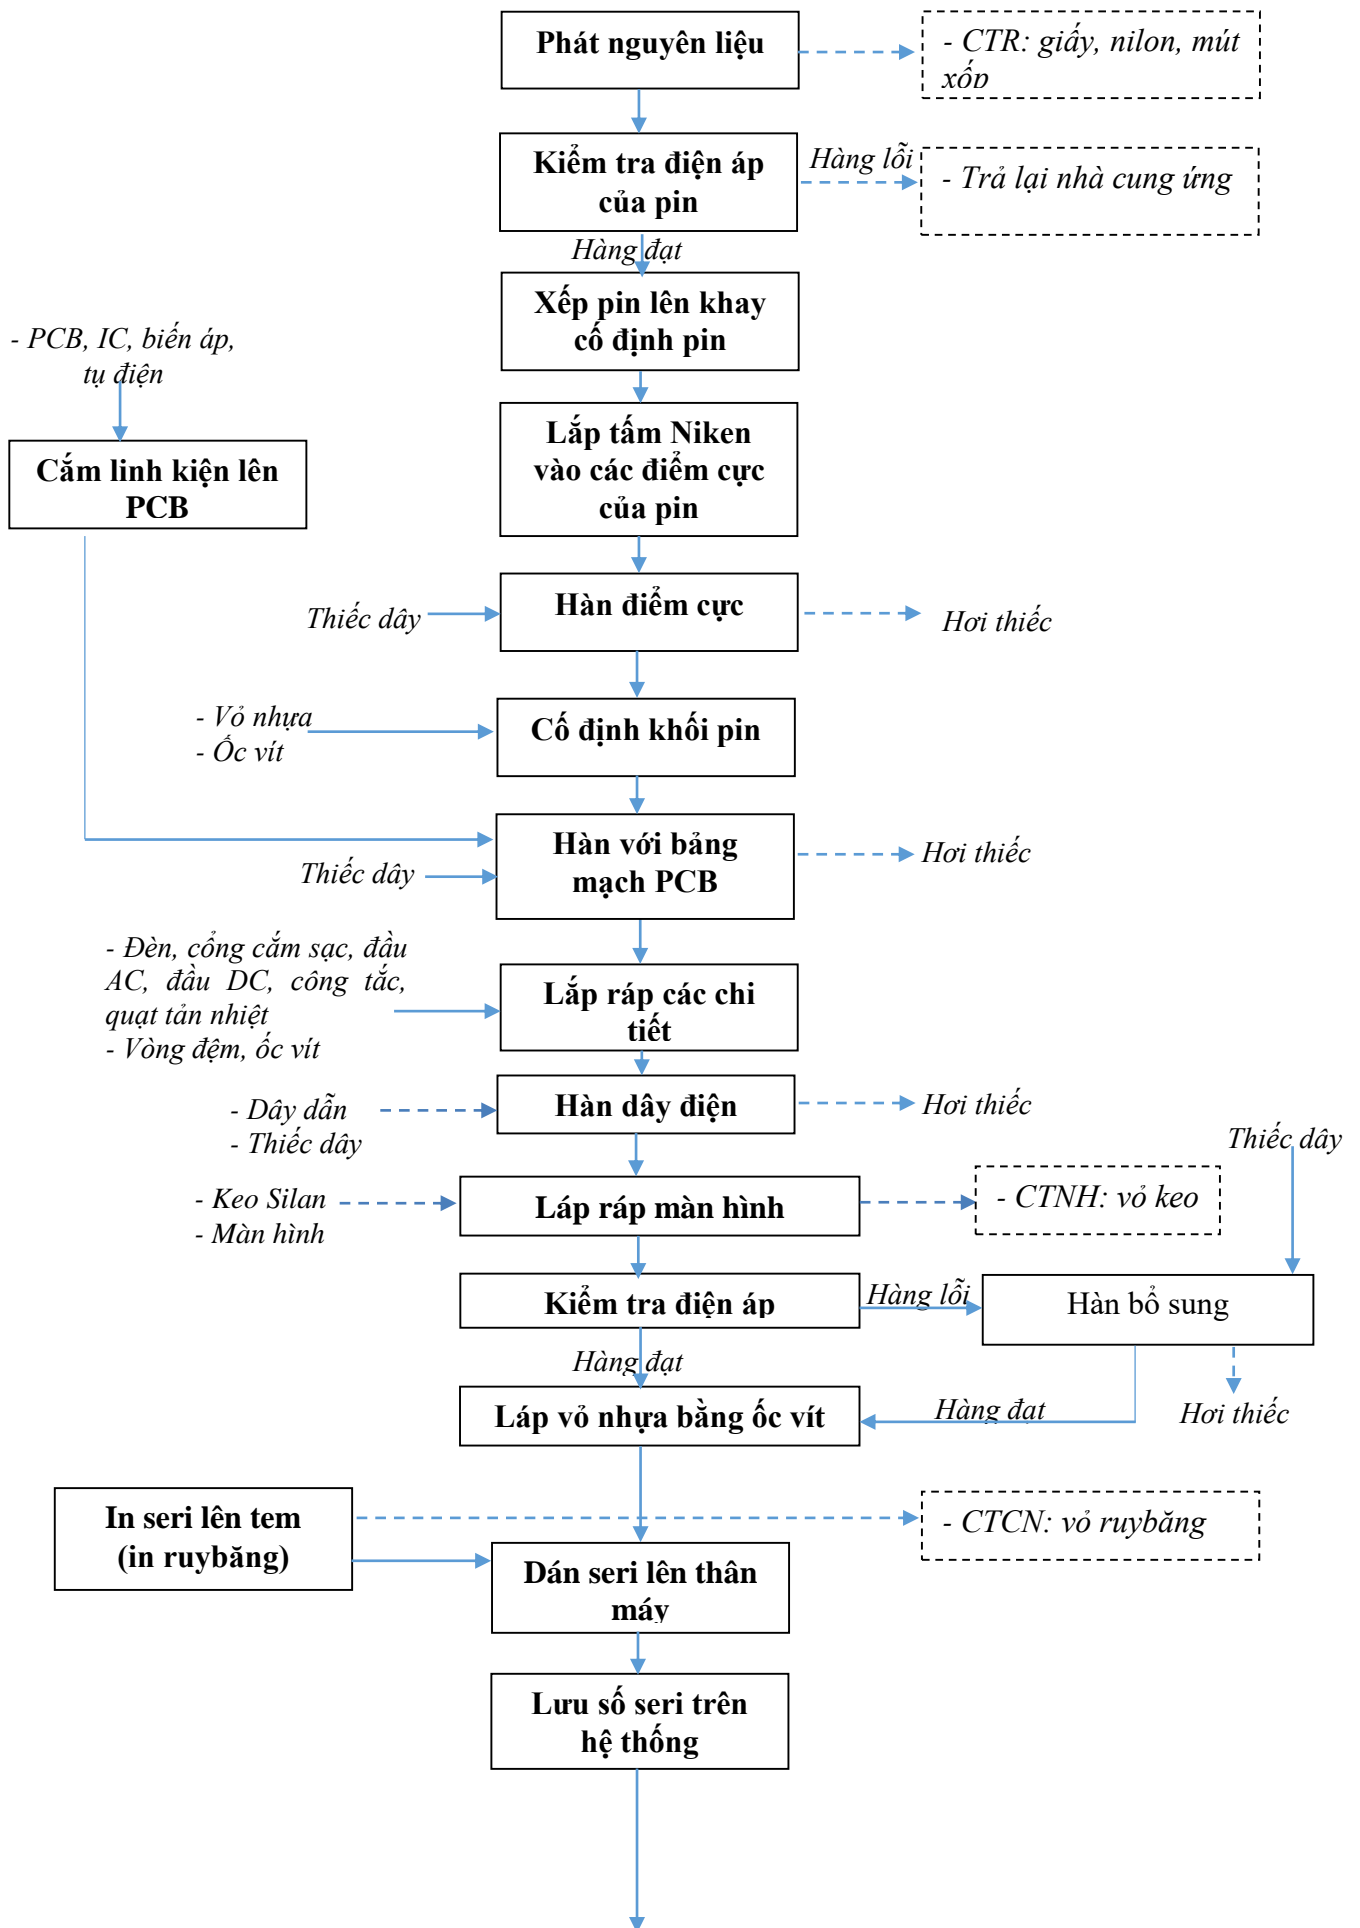 Phát nguyên liệu
- CTR: giấy, nilon, mút
xốp
Kiểm tra điện áp
của pin
Hàng lỗi
- Trả lại nhà cung ứng
Hàng đạt
Xếp pin lên khay
cố định pin
- PCB, IC, biến áp,
tụ điện
Cắm linh kiện lên
PCB
Lắp tấm Niken
vào các điểm cực
của pin
Thiếc dây
Hàn điểm cực
Hơi thiếc
- Vỏ nhựa
- Ốc vít
Cố định khối pin
Thiếc dây
Hàn với bảng
mạch PCB
Hơi thiếc
- Đèn, cổng cắm sạc, đầu
AC, đầu DC, công tắc,
quạt tản nhiệt
- Vòng đệm, ốc vít
Lắp ráp các chi
tiết
- Dây dẫn
- Thiếc dây
Hàn dây điện
Hơi thiếc
Thiếc dây
- Keo Silan
- Màn hình
Láp ráp màn hình
- CTNH: vỏ keo
Kiểm tra điện áp
Hàng lỗi
Hàn bổ sung
Hàng đạt
Láp vỏ nhựa bằng ốc vít
Hàng đạt
Hơi thiếc
In seri lên tem
(in ruybăng)
- CTCN: vỏ ruybăng
Dán seri lên thân
máy
Lưu số seri trên
hệ thống